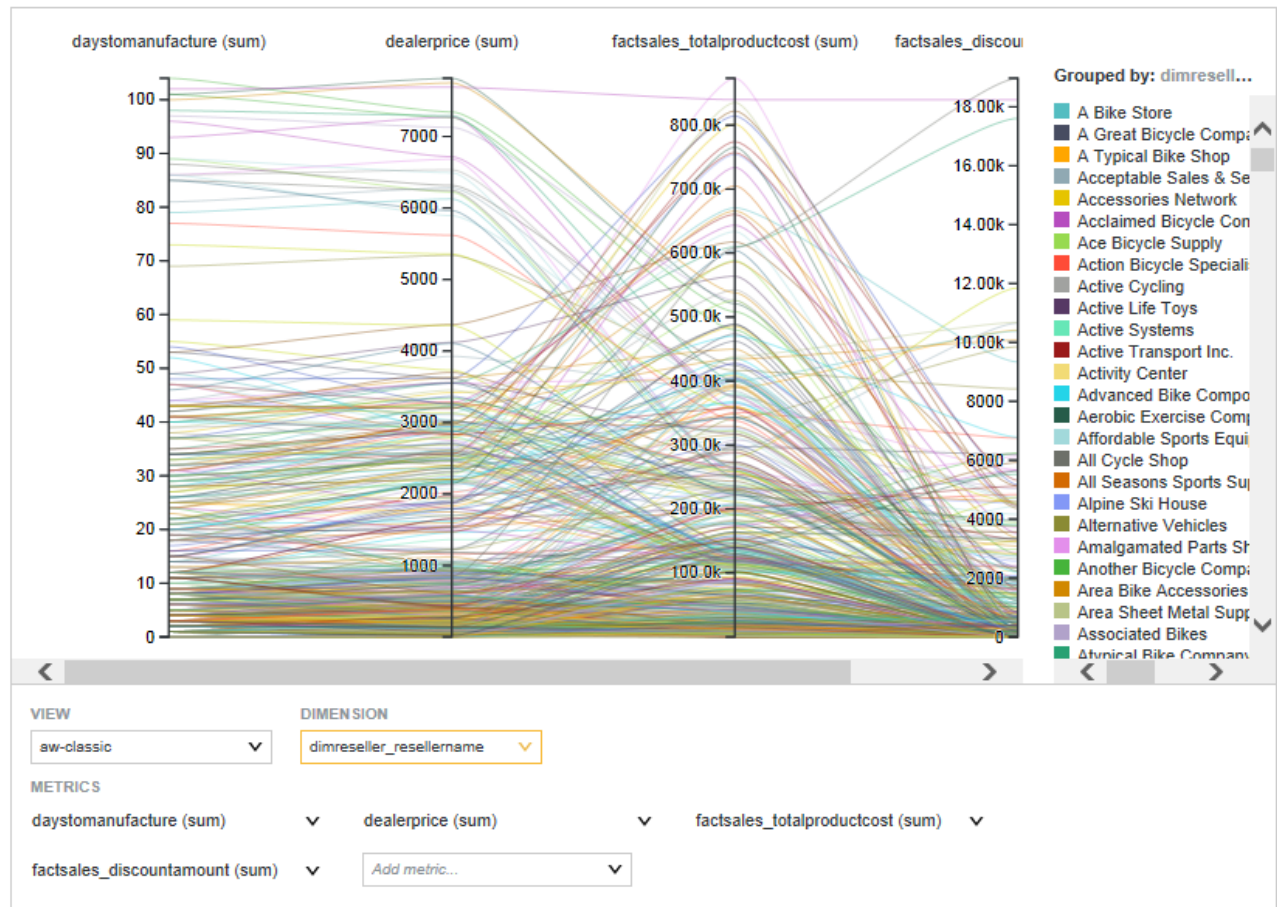 daystomanufacture (sum) dealerprice (sum) factsales_totalproductcost (sum) factsales_discou
100
90
80
70
60
50
40
30
20
10
0
7000
6000
5000
4000
3000
2000
1000
800.0k
700.0k
600.0k
500.0k
400.0k
300.0k
200.0k
100.0k
18.00k
16.00k
14.00k
12.00k
10.00k
8000
6000
4000
2000
0
Grouped by: dimresell...
A Bike Store
A Great Bicycle Compa
A Typical Bike Shop
Acceptable Sales & Se
Accessories Network
Acclaimed Bicycle Con
Ace Bicycle Supply
Action Bicycle Speciali
Active Cycling
Active Life Toys
Active Systems
Active Transport Inc.
Activity Center
Advanced Bike Compo
Aerobic Exercise Comp
Affordable Sports Equi
All Cycle Shop
All Seasons Sports Sup
Alpine Ski House
Alternative Vehicles
Amalgamated Parts Sh
Another Bicycle Compa
Area Bike Accessories
Area Sheet Metal Supp
Associated Bikes
Atypical Bike Company
VIEW DIMENSION
aw-classic dimreseller_resellername
METRICS
daystomanufacture (sum) dealerprice (sum) factsales_totalproductcost (sum)
factsales_discountamount (sum) Add metric...